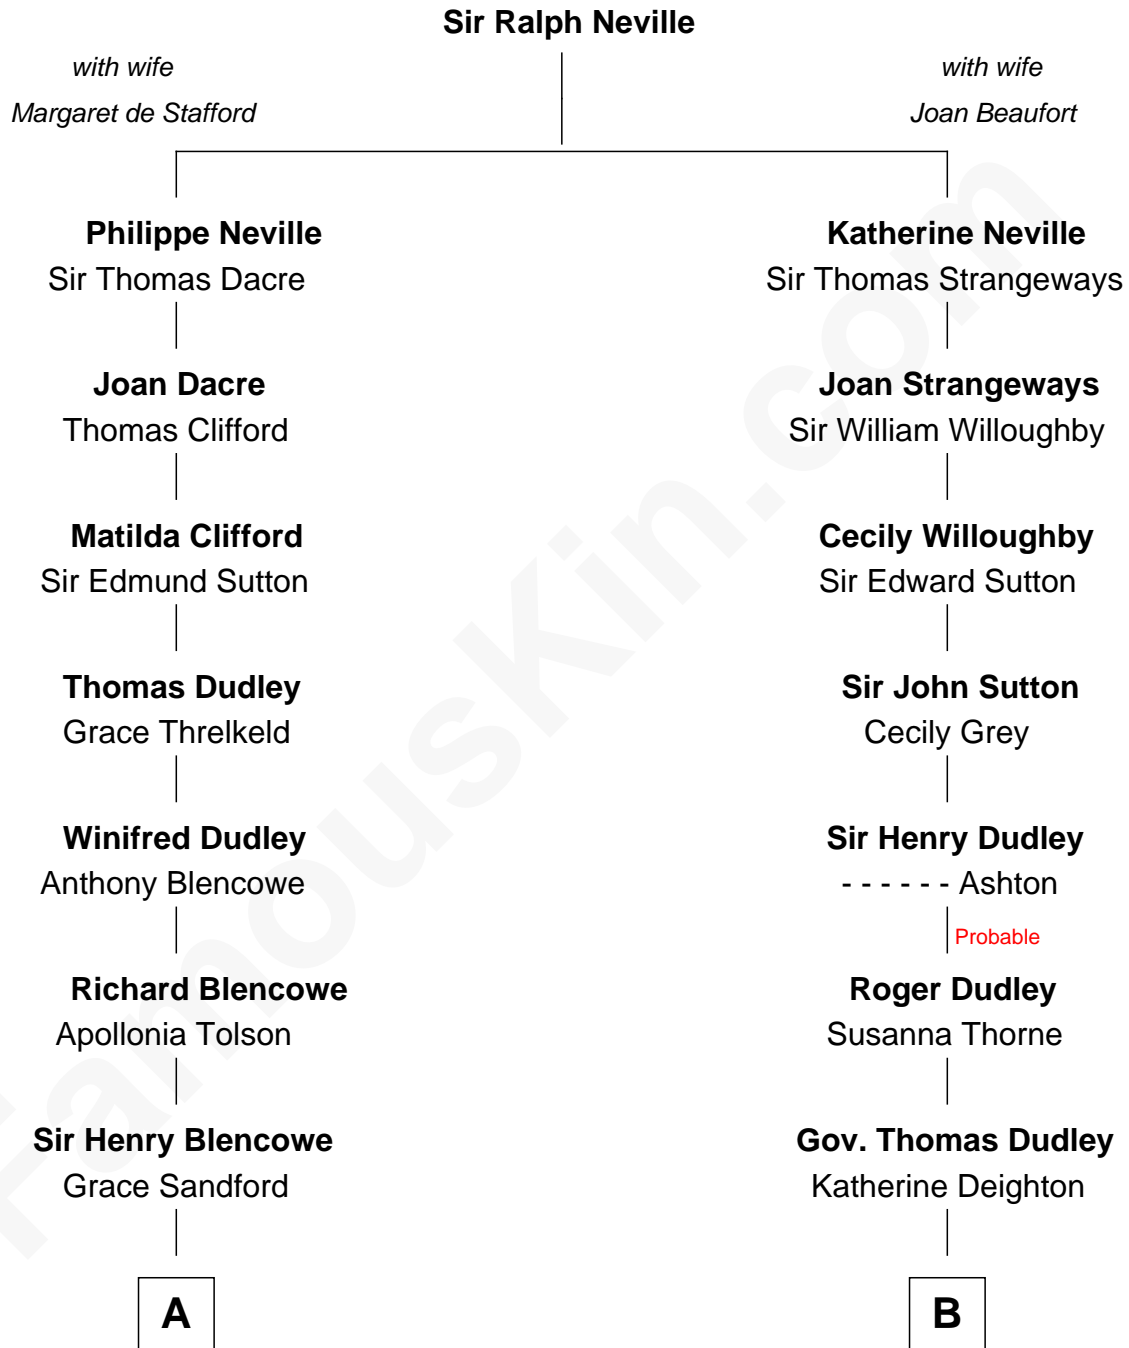 Sir Ralph Neville
with wife
Margaret de Stafford
with wife
Joan Beaufort
Philippe Neville
Sir Thomas Dacre
Katherine Neville
Sir Thomas Strangeways
Joan Dacre
Thomas Clifford
Joan Strangeways
Sir William Willoughby
Matilda Clifford
Sir Edmund Sutton
Cecily Willoughby
Sir Edward Sutton
Thomas Dudley
Grace Threlkeld
Sir John Sutton
Cecily Grey
Winifred Dudley
Anthony Blencowe
Sir Henry Dudley
- - - - - - Ashton
Probable
Richard Blencowe
Apollonia Tolson
Roger Dudley
Susanna Thorne
Sir Henry Blencowe
Grace Sandford
Gov. Thomas Dudley
Katherine Deighton
A
B
FamousKin.com